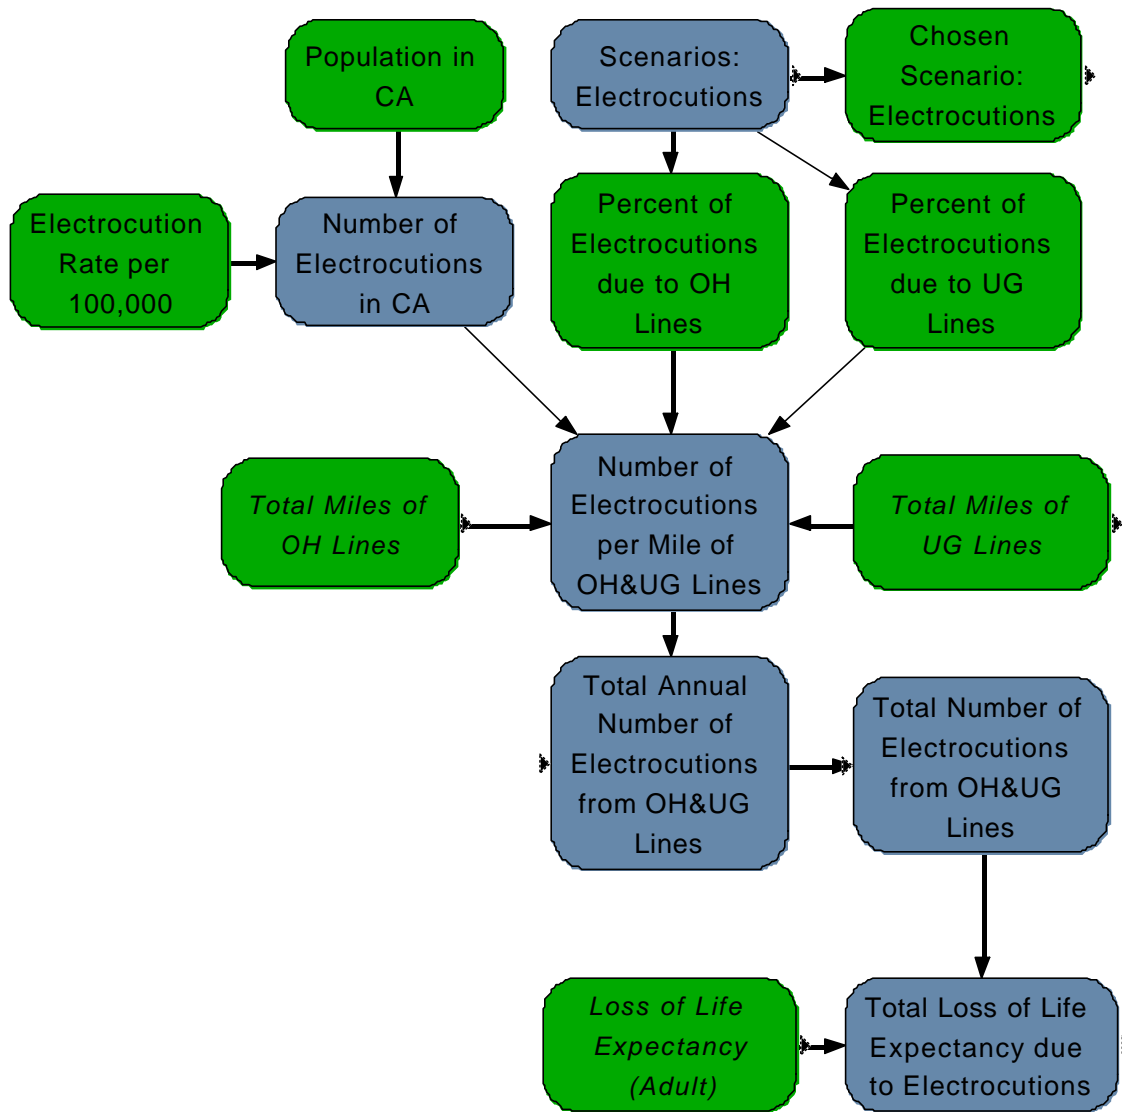 Population in
CA
Scenarios:
Electrocutions
Chosen
Scenario:
Electrocutions
Electrocution
Rate per
100,000
Number of
Electrocutions
in CA
Percent of
Electrocutions
due to OH
Lines
Percent of
Electrocutions
due to UG
Lines
Total Miles of
OH Lines
Number of
Electrocutions
per Mile of
OH&UG Lines
Total Miles of
UG Lines
Total Annual
Number of
Electrocutions
from OH&UG
Lines
Total Number of
Electrocutions
from OH&UG
Lines
Loss of Life
Expectancy
(Adult)
Total Loss of Life
Expectancy due
to Electrocutions